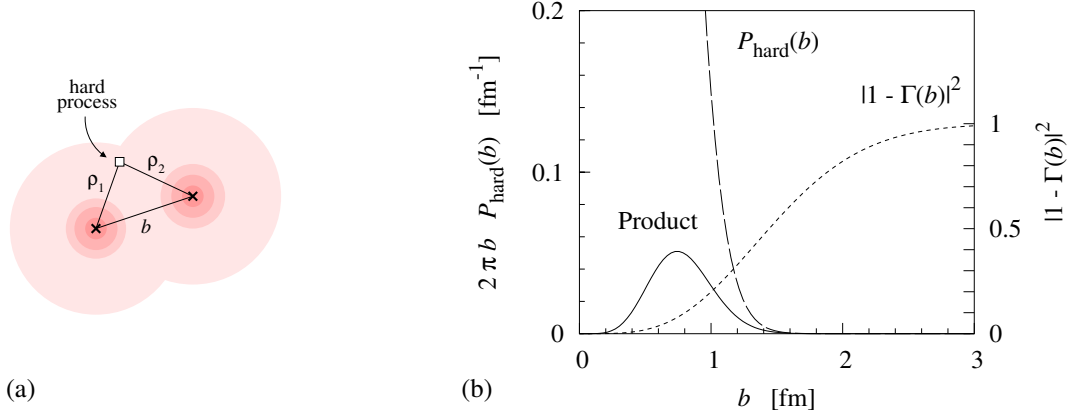 hard
process
ρ1
ρ2
b
(a)
(b)
2 π b P_hard(b) [fm^-1]
0.2
0.1
0
P_hard(b)
|1 - Γ(b)|^2
Product
1
0.5
0
|1 - Γ(b)|^2
0
1
2
3
b [fm]